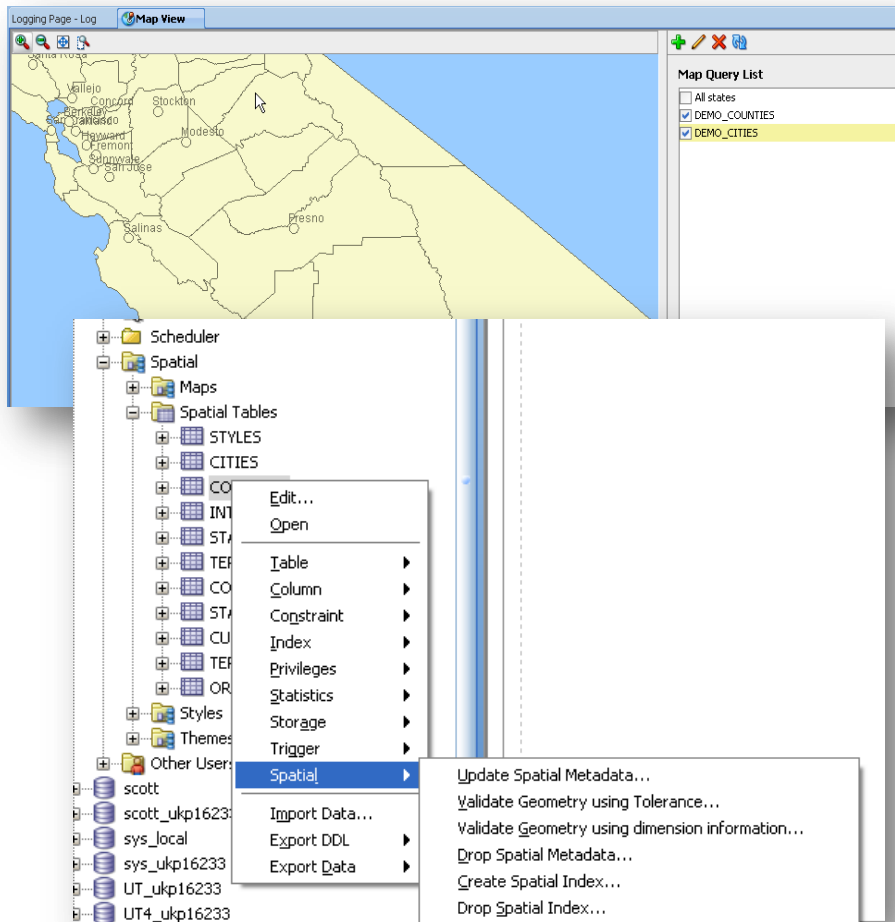 Logging Page - Log
Map View
Map Query List
All states
DEMO_COUNTIES
DEMO_CITIES
Santa Rosa
Vallejo
Concord
Stockton
Berkeley
Oakland
San Francisco
Hayward
Modesto
Fremont
Sunnyvale
San Jose
Salinas
Fresno
Scheduler
Spatial
Maps
Spatial Tables
STYLES
CITIES
CO
INT
STA
TER
CO
STA
CU
TER
OR
Styles
Themes
Other Users
scott
scott_ukp16233
sys_local
sys_ukp16233
UT_ukp16233
UT4_ukp16233
Edit...
Open
Table
Column
Constraint
Index
Privileges
Statistics
Storage
Trigger
Spatial
Import Data...
Export DDL
Export Data
Update Spatial Metadata...
Validate Geometry using Tolerance...
Validate Geometry using dimension information...
Drop Spatial Metadata...
Create Spatial Index...
Drop Spatial Index...